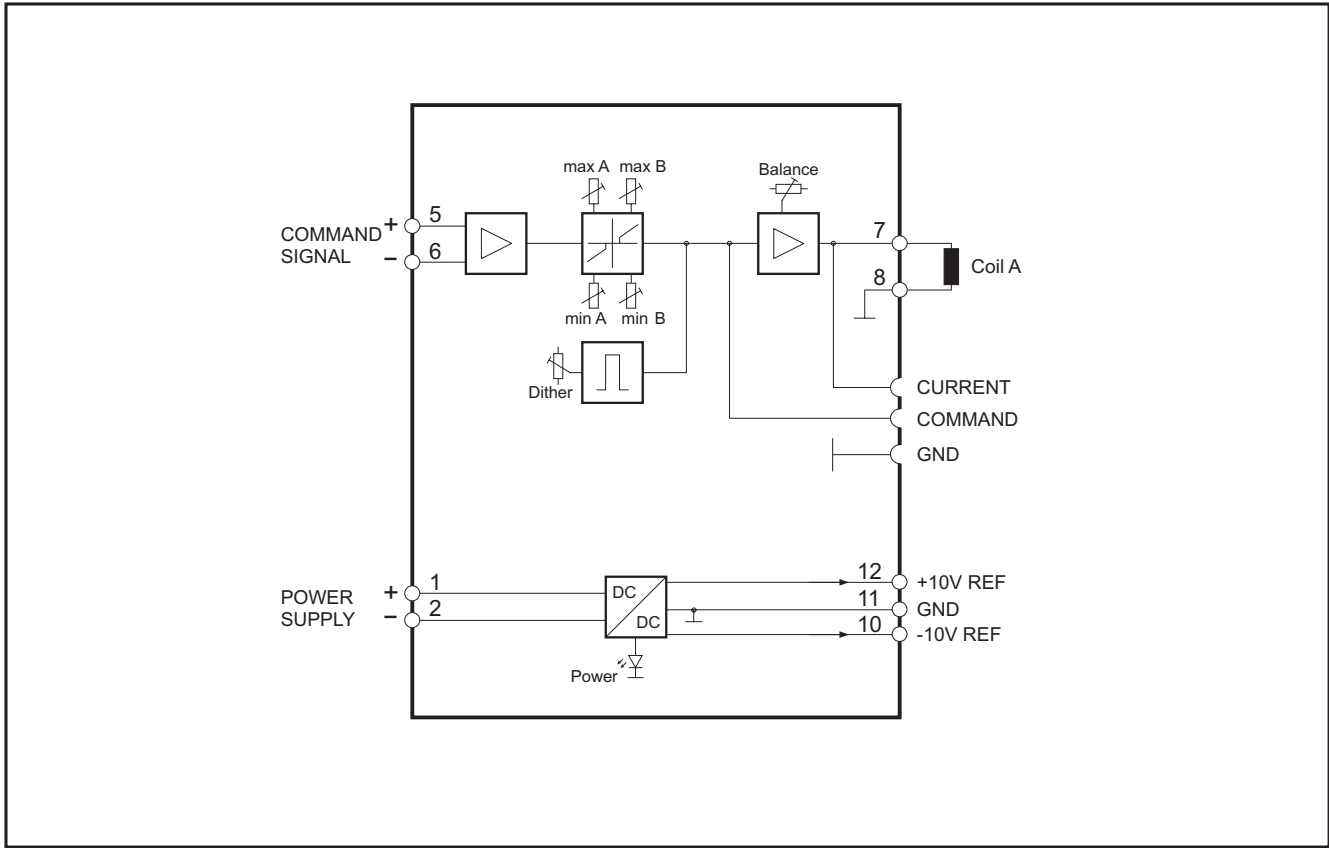 max A max B
Balance
COMMAND SIGNAL
+ 5
− 6
7
8
Coil A
min A min B
Dither
CURRENT
COMMAND
GND
POWER SUPPLY
+ 1
− 2
DC
DC
Power
12 +10V REF
11 GND
10 -10V REF